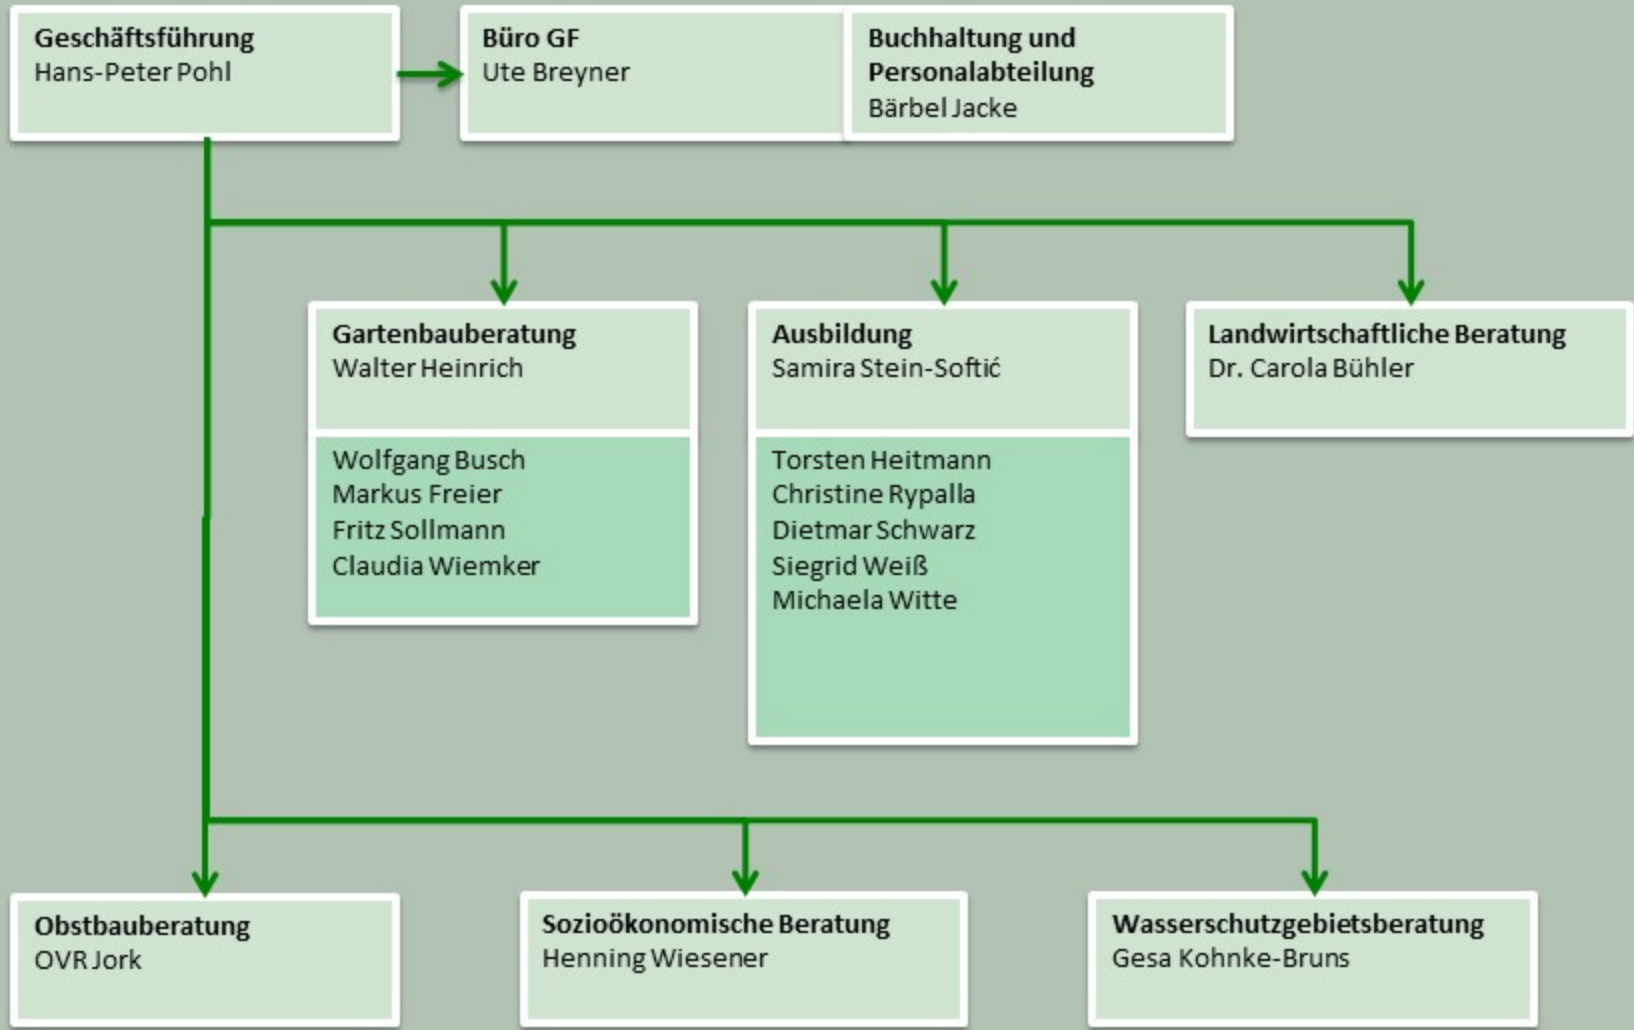 Geschäftsführung
Hans-Peter Pohl
Büro GF
Ute Breyner
Buchhaltung und
Personalabteilung
Bärbel Jacke
Gartenbauberatung
Walter Heinrich
Wolfgang Busch
Markus Freier
Fritz Sollmann
Claudia Wiemker
Ausbildung
Samira Stein-Softić
Torsten Heitmann
Christine Rypalla
Dietmar Schwarz
Siegrid Weiß
Michaela Witte
Landwirtschaftliche Beratung
Dr. Carola Bühler
Obstbauberatung
OVR Jork
Sozioökonomische Beratung
Henning Wiesener
Wasserschutzgebietsberatung
Gesa Kohnke-Bruns